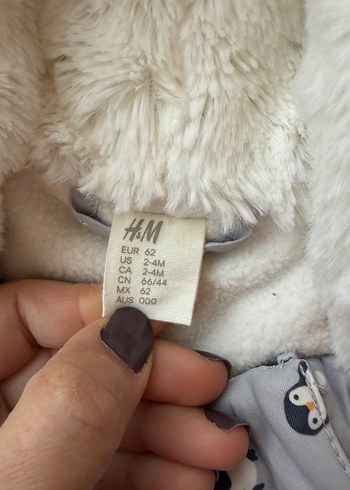 H&M
EUR 62
US 2-4M
CA 2-4M
CN 66/44
MX 62
AUS 000